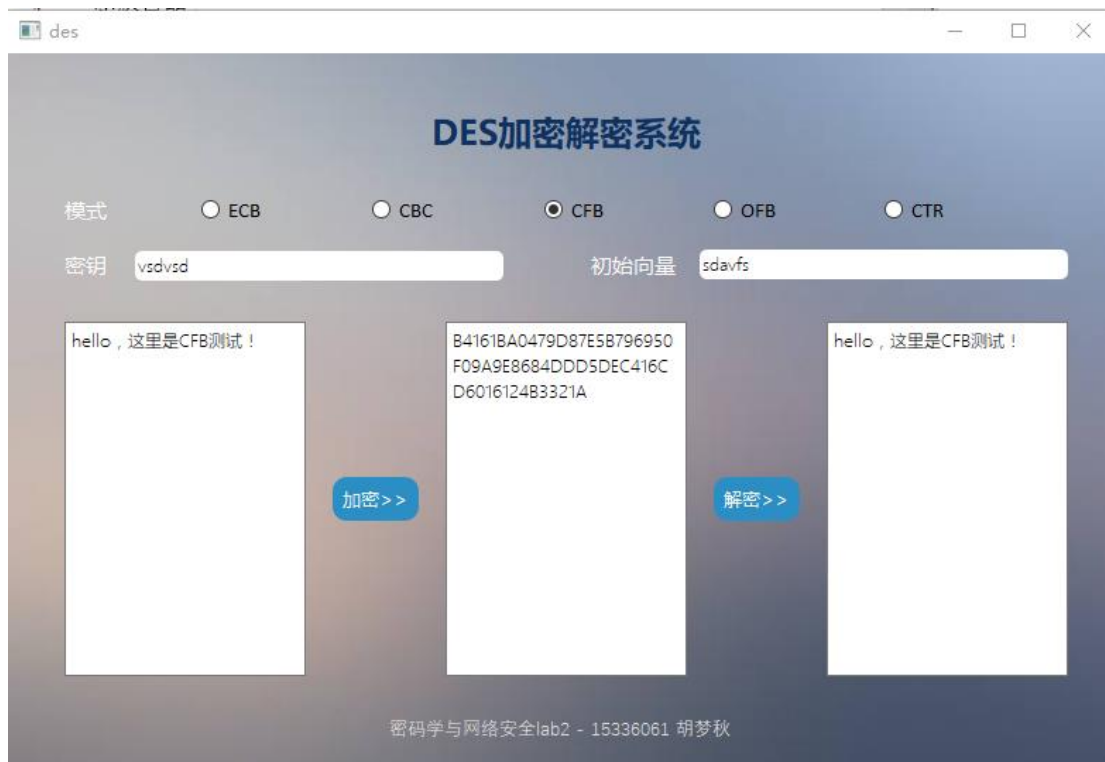 des
DES加密解密系统
模式 ECB CBC CFB OFB CTR
密钥 vsdvsd 初始向量 sdavfs
hello，这里是CFB测试！
B4161BA0479D87E5B796950
F09A9E8684DDD5DEC416C
D6016124B3321A
hello，这里是CFB测试！
加密>>
解密>>
密码学与网络安全lab2 - 15336061 胡梦秋